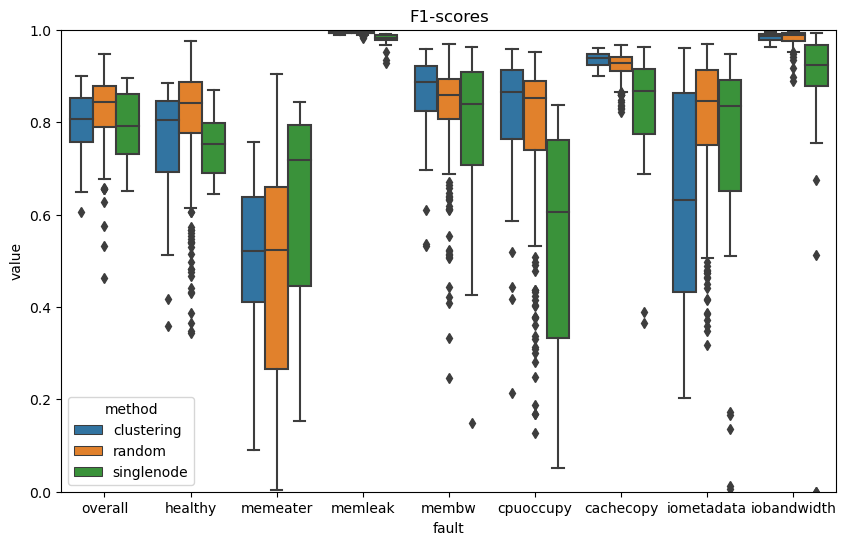 F1-scores
value
1.0
0.8
0.6
0.4
0.2
0.0
method
clustering
random
singlenode
overall healthy memeater memleak membw cpuoccupy cachecopy iometadata iobandwidth
fault